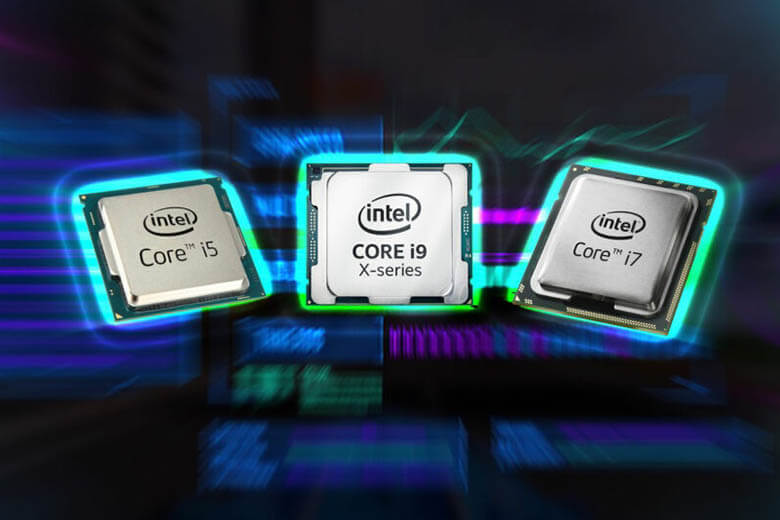 intel
Core™ i5
intel
CORE i9
X-series
intel
Core™ i7